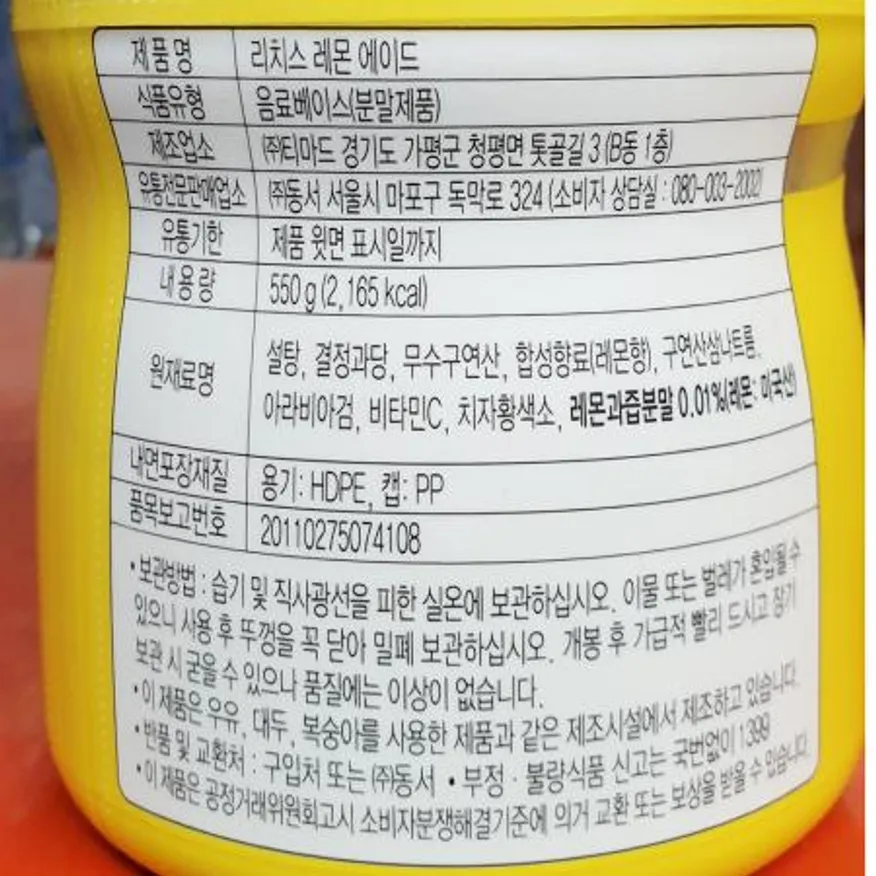 제품명 리치스 레몬 에이드
식품유형 음료베이스(분말제품)
제조업소 (주)티마드 경기도 가평군 청평면 톳골길 3 (B동 1층)
유통전문판매업소 (주)동서 서울시 마포구 독막로 324 (소비자 상담실 : 080-003-2002)
유통기한 제품 윗면 표시일까지
내용량 550 g (2,165 kcal)
원재료명 설탕, 결정과당, 무수구연산, 합성향료(레몬향), 구연산삼나트륨,
아라비아검, 비타민C, 치자황색소, 레몬과즙분말 0.01%(레몬: 미국산)
내면포장재질 용기: HDPE, 캡: PP
품목보고번호 20110275074108
• 보관방법 : 습기 및 직사광선을 피한 실온에 보관하십시오. 이물 또는 벌레가 혼입될 수
있으니 사용 후 뚜껑을 꼭 닫아 밀폐 보관하십시오. 개봉 후 가급적 빨리 드시고 장기
보관 시 굳을 수 있으나 품질에는 이상이 없습니다.
• 이 제품은 우유, 대두, 복숭아를 사용한 제품과 같은 제조시설에서 제조하고 있습니다.
• 반품 및 교환처 : 구입처 또는 (주)동서 • 부정 · 불량식품 신고는 국번없이 1399
• 이 제품은 공정거래위원회고시 소비자분쟁해결기준에 의거 교환 또는 보상을 받을 수 있습니다.